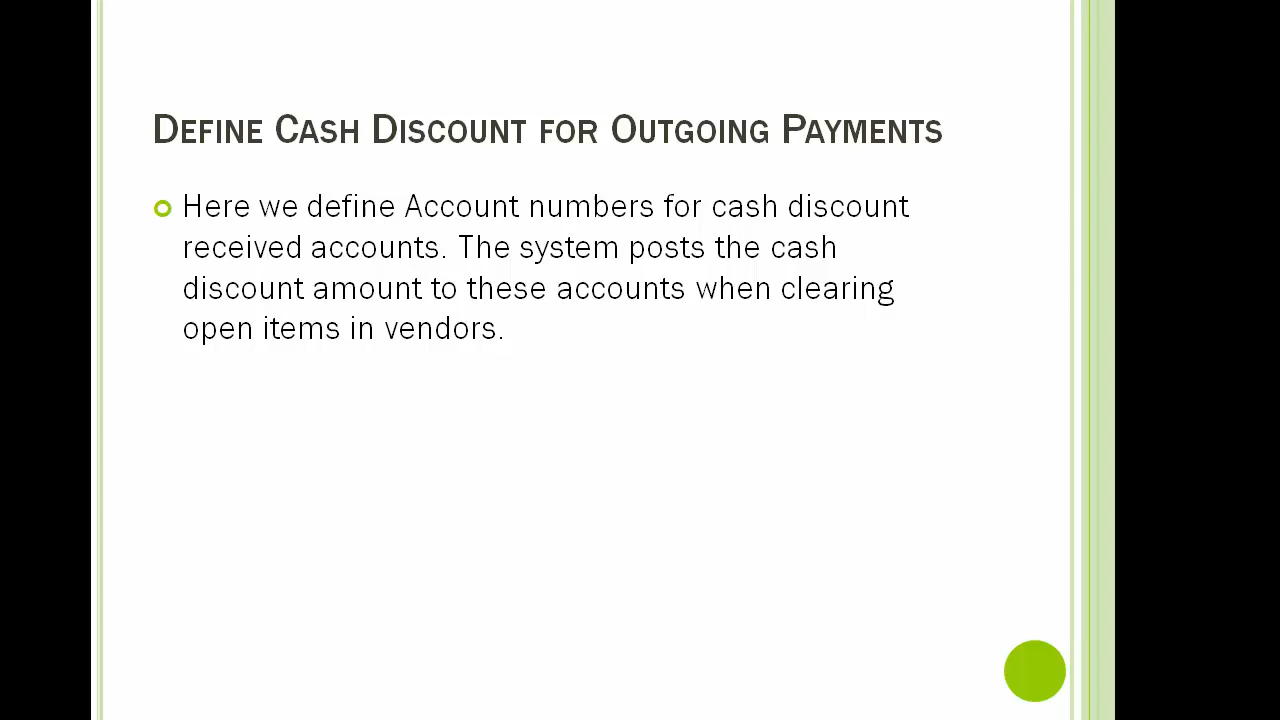 DEFINE CASH DISCOUNT FOR OUTGOING PAYMENTS
Here we define Account numbers for cash discount
received accounts. The system posts the cash
discount amount to these accounts when clearing
open items in vendors.